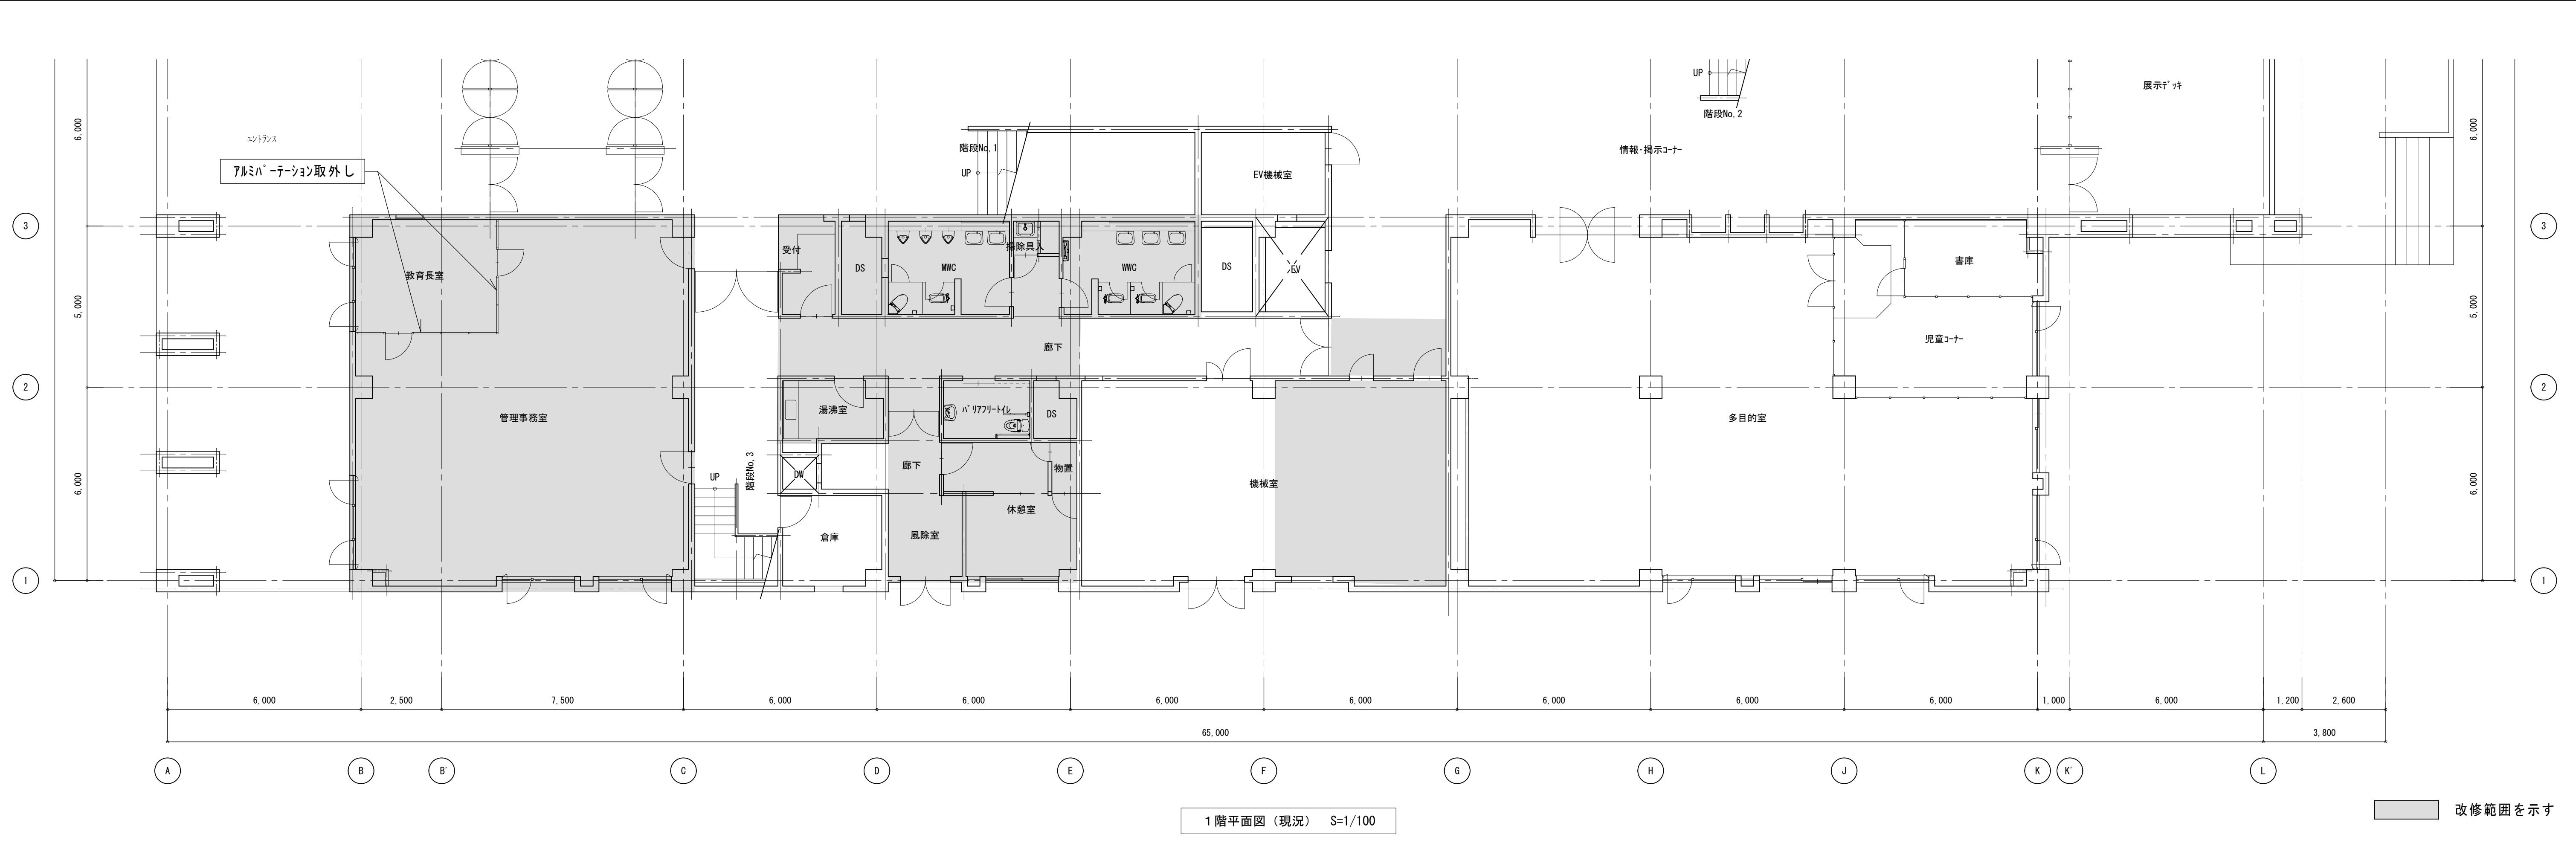 UP
階段No,2
展示ﾃﾞｯｷ
6,000
6,000
ｴﾝﾄﾗﾝｽ
ｱﾙﾐﾊﾟｰﾃｰｼｮﾝ取外し
階段No,1
UP
EV機械室
情報・掲示ｺｰﾅｰ
3
3
受付
DS
MWC
掃除具入
WWC
DS
EV
教育長室
書庫
5,000
5,000
廊下
児童ｺｰﾅｰ
2
2
管理事務室
湯沸室
ﾊﾞﾘｱﾌﾘｰﾄｲﾚ
DS
多目的室
6,000
6,000
UP
階段No,3
DW
廊下
物置
機械室
休憩室
倉庫
風除室
1
1
6,000 2,500 7,500 6,000 6,000 6,000 6,000 6,000 6,000 6,000 1,000 6,000 1,200 2,600
65,000 3,800
A B B' C D E F G H J K K' L
1階平面図（現況） S=1/100
改修範囲を示す